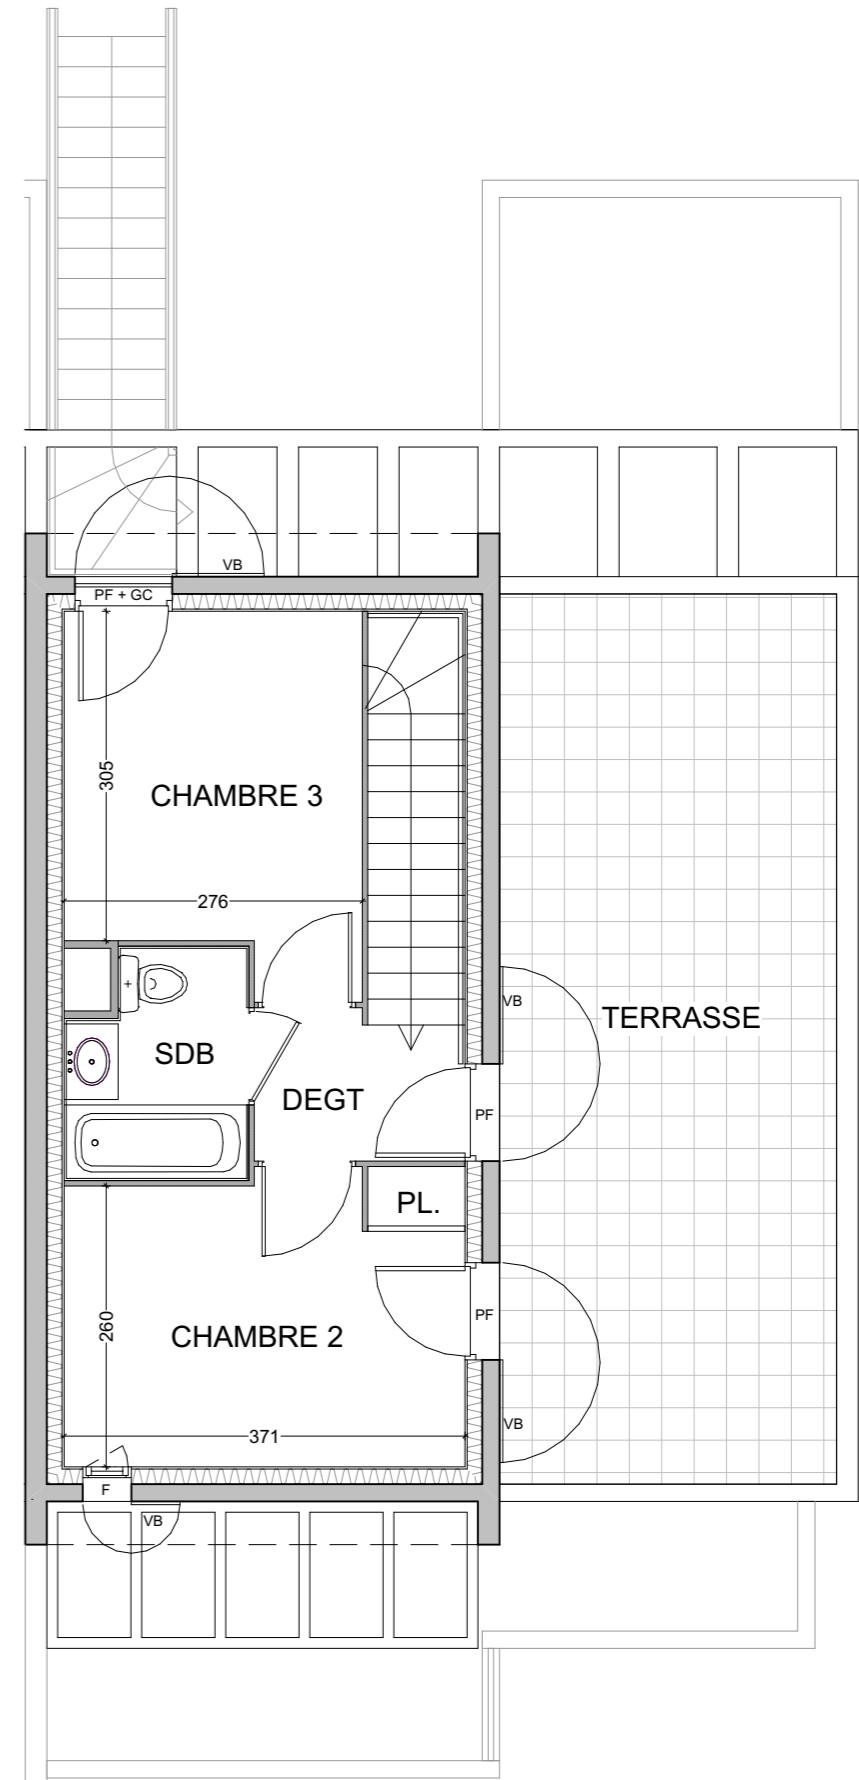 VB
PF + GC
305
CHAMBRE 3
276
VB
TERRASSE
SDB
DEGT
PF
PL.
PF
260
CHAMBRE 2
VB
371
F
VB